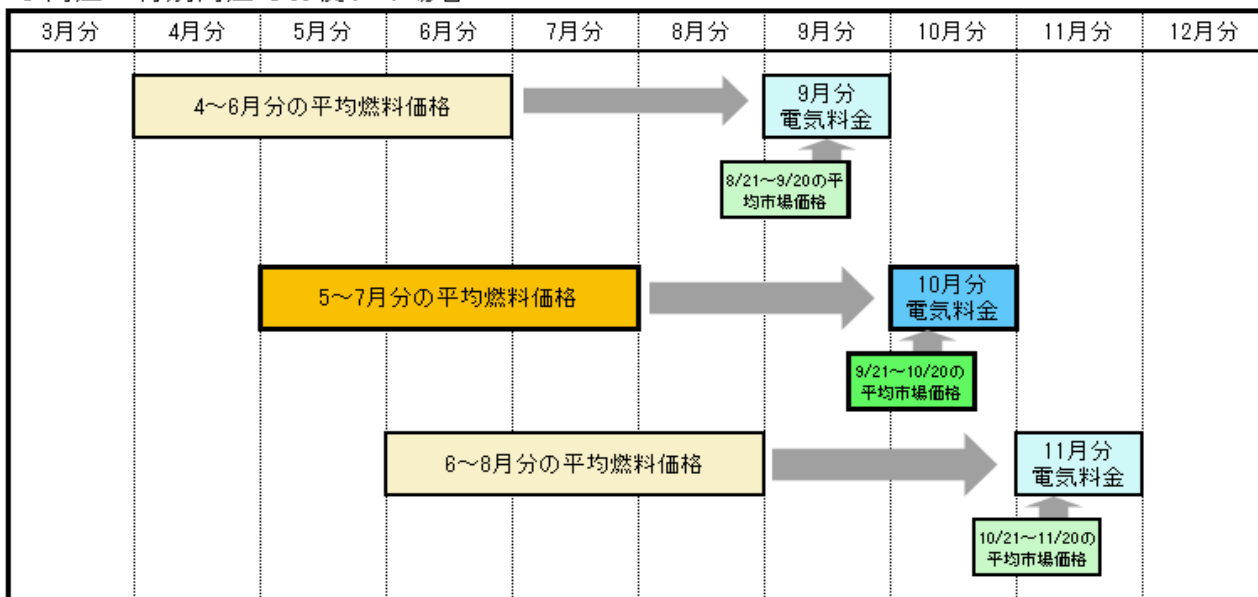 3月分 4月分 5月分 6月分 7月分 8月分 9月分 10月分 11月分 12月分
4～6月分の平均燃料価格
9月分
電気料金
8/21～9/20の平
均市場価格
5～7月分の平均燃料価格
10月分
電気料金
9/21～10/20の
平均市場価格
6～8月分の平均燃料価格
11月分
電気料金
10/21～11/20の
平均市場価格